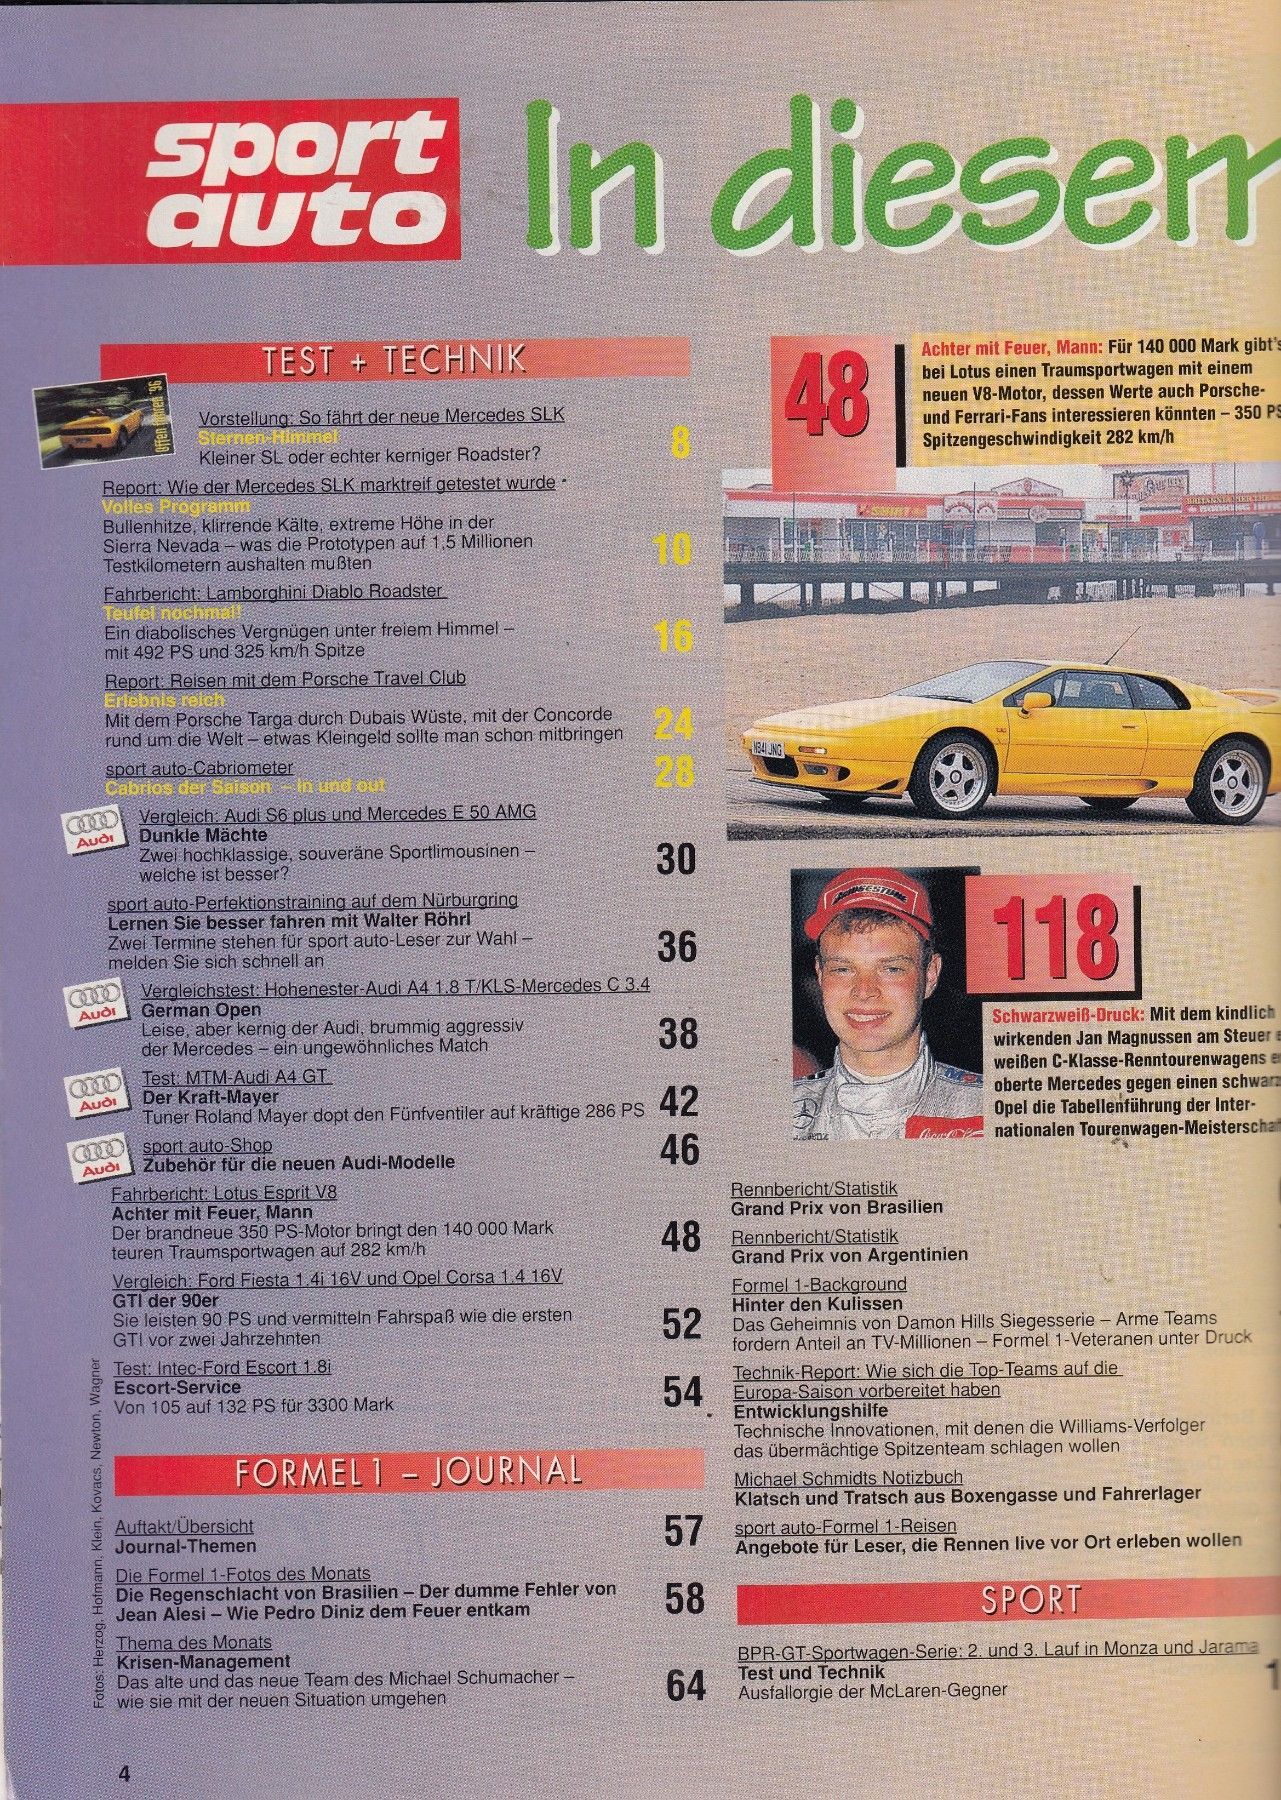 sport
auto
In diesem
TEST + TECHNIK
Offen fahren '96
Vorstellung: So fährt der neue Mercedes SLK
Sternen-Himmel
Kleiner SL oder echter kerniger Roadster?
8
Report: Wie der Mercedes SLK marktreif getestet wurde
Volles Programm
Bullenhitze, klirrende Kälte, extreme Höhe in der
Sierra Nevada – was die Prototypen auf 1,5 Millionen
Testkilometern aushalten mußten
10
Fahrbericht: Lamborghini Diablo Roadster
Teufel nochmal!
Ein diabolisches Vergnügen unter freiem Himmel –
mit 492 PS und 325 km/h Spitze
16
Report: Reisen mit dem Porsche Travel Club
Erlebnis reich
Mit dem Porsche Targa durch Dubais Wüste, mit der Concorde
rund um die Welt – etwas Kleingeld sollte man schon mitbringen
24
sport auto-Cabriometer
Cabrios der Saison – in und out
28
Audi
Vergleich: Audi S6 plus und Mercedes E 50 AMG
Dunkle Mächte
Zwei hochklassige, souveräne Sportlimousinen –
welche ist besser?
30
sport auto-Perfektionstraining auf dem Nürburgring
Lernen Sie besser fahren mit Walter Röhrl
Zwei Termine stehen für sport auto-Leser zur Wahl –
melden Sie sich schnell an
36
Audi
Vergleichstest: Hohenester-Audi A4 1.8 T/KLS-Mercedes C 3.4
German Open
Leise, aber kernig der Audi, brummig aggressiv
der Mercedes – ein ungewöhnliches Match
38
Audi
Test: MTM-Audi A4 GT
Der Kraft-Mayer
Tuner Roland Mayer dopt den Fünfventiler auf kräftige 286 PS
42
Audi
sport auto-Shop
Zubehör für die neuen Audi-Modelle
46
Fahrbericht: Lotus Esprit V8
Achter mit Feuer, Mann
Der brandneue 350 PS-Motor bringt den 140 000 Mark
teuren Traumsportwagen auf 282 km/h
48
Vergleich: Ford Fiesta 1.4i 16V und Opel Corsa 1.4 16V
GTI der 90er
Sie leisten 90 PS und vermitteln Fahrspaß wie die ersten
GTI vor zwei Jahrzehnten
52
Test: Intec-Ford Escort 1.8i
Escort-Service
Von 105 auf 132 PS für 3300 Mark
54
FORMEL 1 – JOURNAL
Auftakt/Übersicht
Journal-Themen
57
Die Formel 1-Fotos des Monats
Die Regenschlacht von Brasilien – Der dumme Fehler von
Jean Alesi – Wie Pedro Diniz dem Feuer entkam
58
Thema des Monats
Krisen-Management
Das alte und das neue Team des Michael Schumacher –
wie sie mit der neuen Situation umgehen
64
Fotos: Herzog, Hofmann, Klein, Kovacs, Newton, Wagner
4
48
Achter mit Feuer, Mann: Für 140 000 Mark gibt's
bei Lotus einen Traumsportwagen mit einem
neuen V8-Motor, dessen Werte auch Porsche-
und Ferrari-Fans interessieren könnten – 350 PS
Spitzengeschwindigkeit 282 km/h
N841 JNG
BRIDGESTONE
118
Schwarzweiß-Druck: Mit dem kindlich
wirkenden Jan Magnussen am Steuer
weißen C-Klasse-Renntourenwagens
oberte Mercedes gegen einen schwarz
Opel die Tabellenführung der Inter-
nationalen Tourenwagen-Meisterschaf
Coca-Cola
Rennbericht/Statistik
Grand Prix von Brasilien
Rennbericht/Statistik
Grand Prix von Argentinien
Formel 1-Background
Hinter den Kulissen
Das Geheimnis von Damon Hills Siegesserie – Arme Teams
fordern Anteil an TV-Millionen – Formel 1-Veteranen unter Druck
Technik-Report: Wie sich die Top-Teams auf die
Europa-Saison vorbereitet haben
Entwicklungshilfe
Technische Innovationen, mit denen die Williams-Verfolger
das übermächtige Spitzenteam schlagen wollen
Michael Schmidts Notizbuch
Klatsch und Tratsch aus Boxengasse und Fahrerlager
sport auto-Formel 1-Reisen
Angebote für Leser, die Rennen live vor Ort erleben wollen
SPORT
BPR-GT-Sportwagen-Serie: 2. und 3. Lauf in Monza und Jarama
Test und Technik
Ausfallorgie der McLaren-Gegner
1